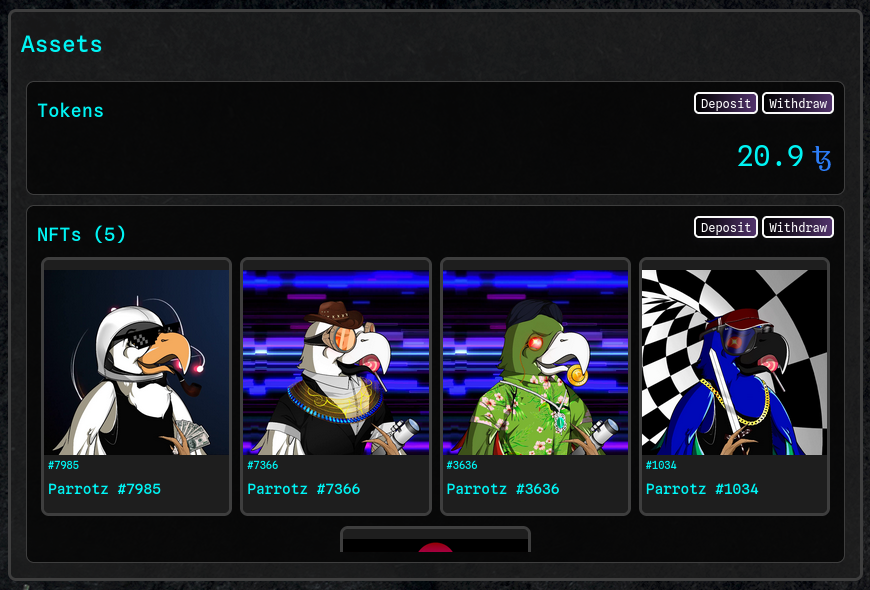 Assets
Tokens
Deposit Withdraw
20.9 ꜩ
NFTs (5)
Deposit Withdraw
#7985
Parrotz #7985
#7366
Parrotz #7366
#3636
Parrotz #3636
#1034
Parrotz #1034